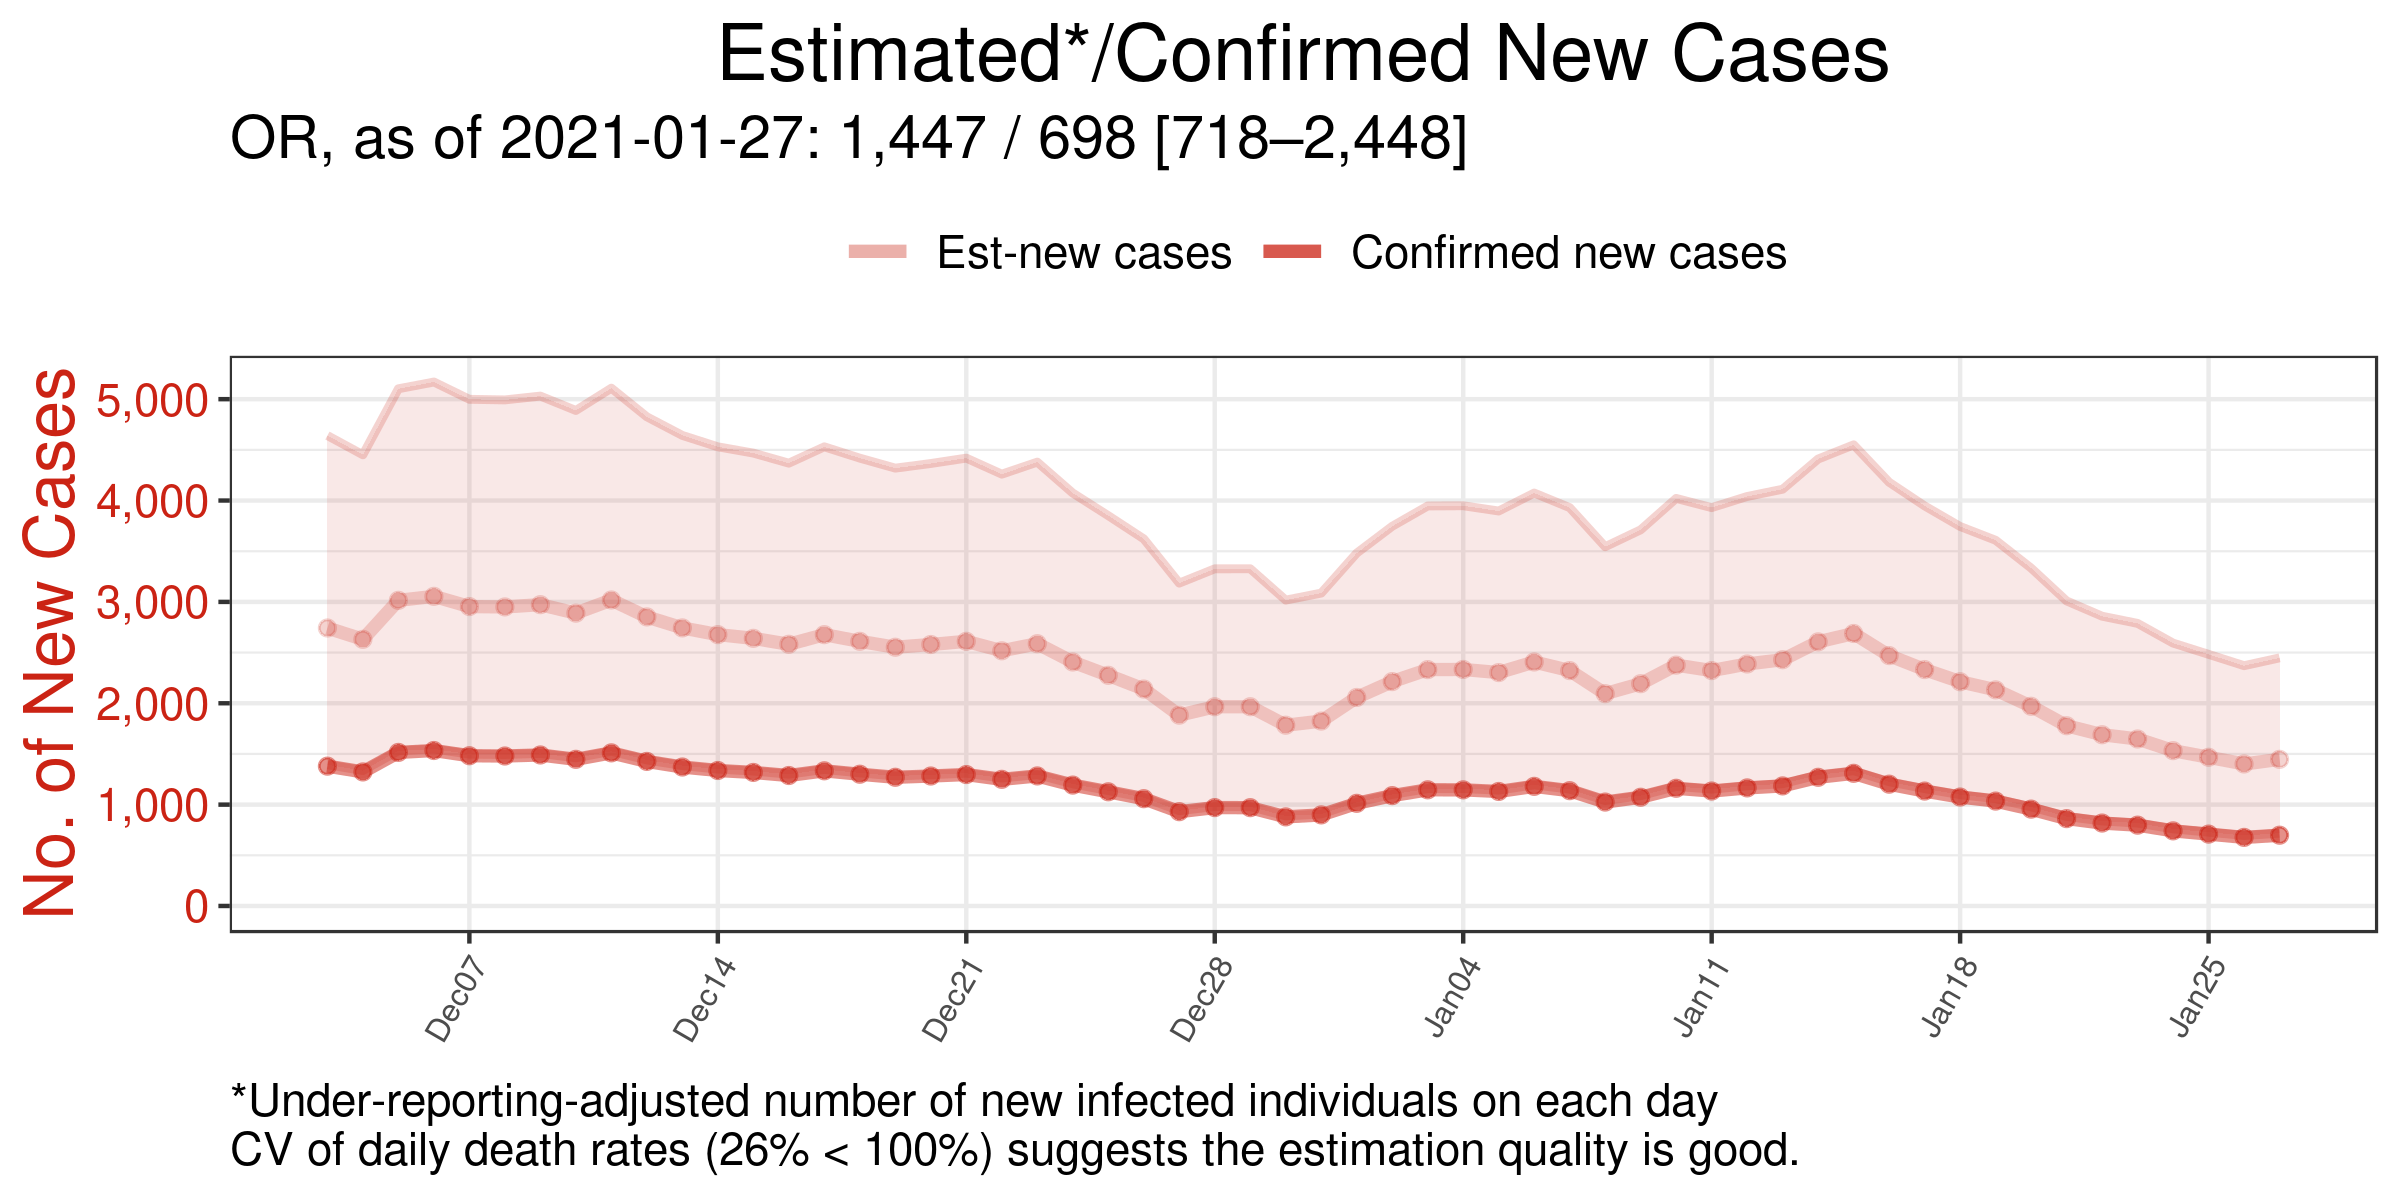 Estimated*/Confirmed New Cases
OR, as of 2021-01-27: 1,447 / 698 [718–2,448]
Est-new cases
Confirmed new cases
No. of New Cases
5,000
4,000
3,000
2,000
1,000
0
Dec07
Dec14
Dec21
Dec28
Jan04
Jan11
Jan18
Jan25
*Under-reporting-adjusted number of new infected individuals on each day
CV of daily death rates (26% < 100%) suggests the estimation quality is good.